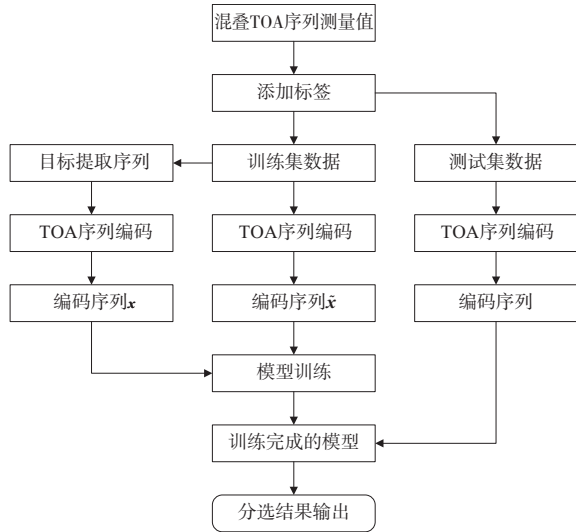 混叠TOA序列测量值
添加标签
目标提取序列
训练集数据
测试集数据
TOA序列编码
TOA序列编码
TOA序列编码
编码序列x
编码序列x̃
编码序列
模型训练
训练完成的模型
分选结果输出